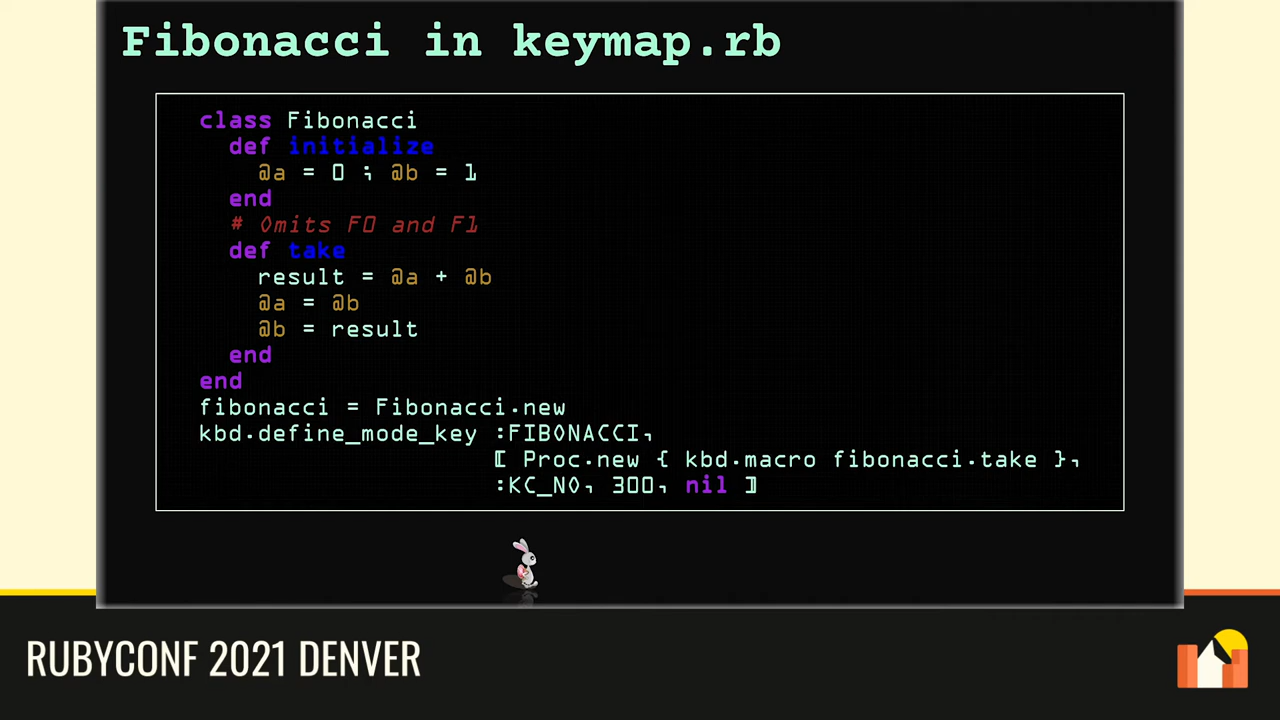 Fibonacci in keymap.rb
class Fibonacci
  def initialize
    @a = 0 ; @b = 1
  end
  # Omits F0 and F1
  def take
    result = @a + @b
    @a = @b
    @b = result
  end
end
fibonacci = Fibonacci.new
kbd.define_mode_key :FIBONACCI,
                    [ Proc.new { kbd.macro fibonacci.take },
                    :KC_NO, 300, nil ]
RUBYCONF 2021 DENVER